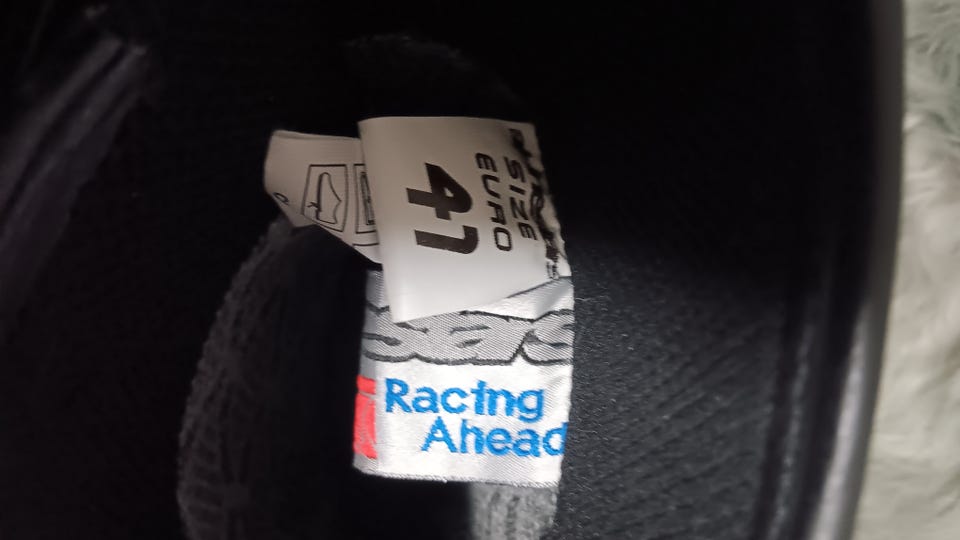 SIZE
EURO
41
Racing
Ahead